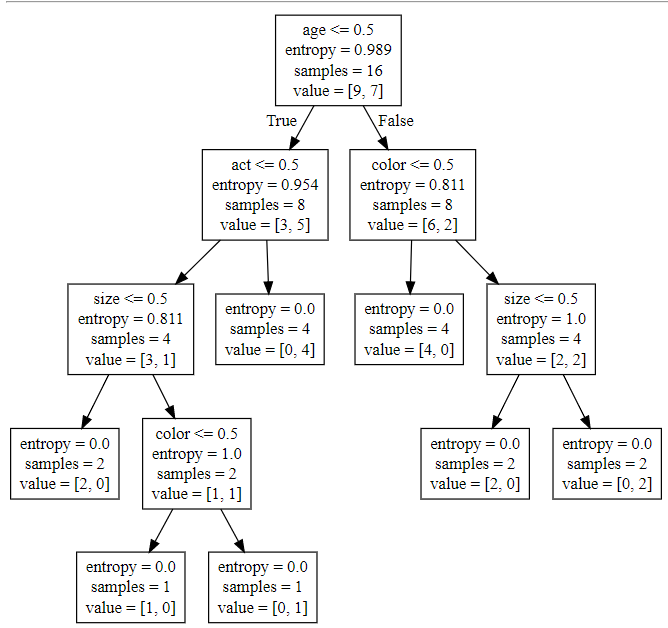 age <= 0.5
entropy = 0.989
samples = 16
value = [9, 7]
True
False
act <= 0.5
entropy = 0.954
samples = 8
value = [3, 5]
color <= 0.5
entropy = 0.811
samples = 8
value = [6, 2]
size <= 0.5
entropy = 0.811
samples = 4
value = [3, 1]
entropy = 0.0
samples = 4
value = [0, 4]
entropy = 0.0
samples = 4
value = [4, 0]
size <= 0.5
entropy = 1.0
samples = 4
value = [2, 2]
entropy = 0.0
samples = 2
value = [2, 0]
color <= 0.5
entropy = 1.0
samples = 2
value = [1, 1]
entropy = 0.0
samples = 2
value = [2, 0]
entropy = 0.0
samples = 2
value = [0, 2]
entropy = 0.0
samples = 1
value = [1, 0]
entropy = 0.0
samples = 1
value = [0, 1]